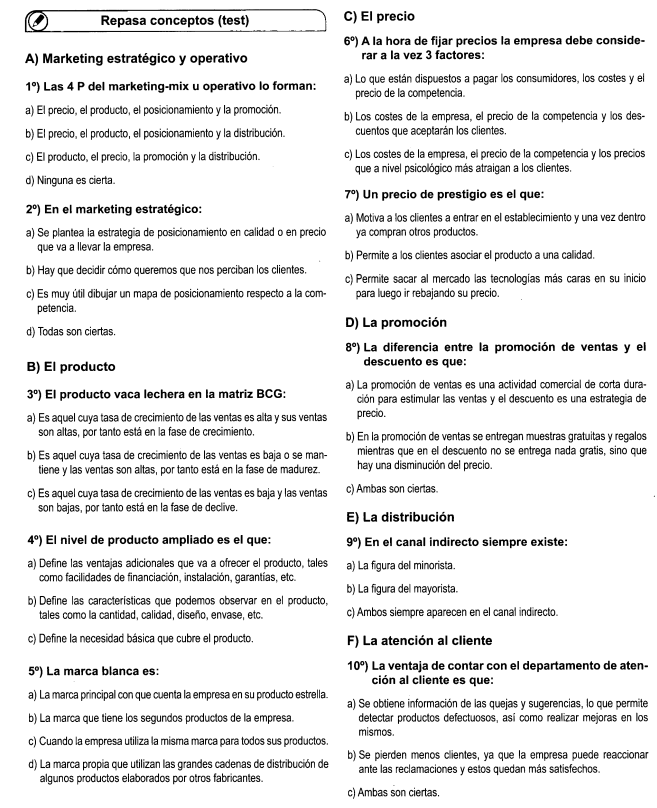 Repasa conceptos (test)
A) Marketing estratégico y operativo
1º) Las 4 P del marketing-mix u operativo lo forman:
a) El precio, el producto, el posicionamiento y la promoción.
b) El precio, el producto, el posicionamiento y la distribución.
c) El producto, el precio, la promoción y la distribución.
d) Ninguna es cierta.
2º) En el marketing estratégico:
a) Se plantea la estrategia de posicionamiento en calidad o en precio
que va a llevar la empresa.
b) Hay que decidir cómo queremos que nos perciban los clientes.
c) Es muy útil dibujar un mapa de posicionamiento respecto a la com-
petencia.
d) Todas son ciertas.
B) El producto
3º) El producto vaca lechera en la matriz BCG:
a) Es aquel cuya tasa de crecimiento de las ventas es alta y sus ventas
son altas, por tanto está en la fase de crecimiento.
b) Es aquel cuya tasa de crecimiento de las ventas es baja o se man-
tiene y las ventas son altas, por tanto está en la fase de madurez.
c) Es aquel cuya tasa de crecimiento de las ventas es baja y las ventas
son bajas, por tanto está en la fase de declive.
4º) El nivel de producto ampliado es el que:
a) Define las ventajas adicionales que va a ofrecer el producto, tales
como facilidades de financiación, instalación, garantías, etc.
b) Define las características que podemos observar en el producto,
tales como la cantidad, calidad, diseño, envase, etc.
c) Define la necesidad básica que cubre el producto.
5º) La marca blanca es:
a) La marca principal con que cuenta la empresa en su producto estrella.
b) La marca que tiene los segundos productos de la empresa.
c) Cuando la empresa utiliza la misma marca para todos sus productos.
d) La marca propia que utilizan las grandes cadenas de distribución de
algunos productos elaborados por otros fabricantes.
C) El precio
6º) A la hora de fijar precios la empresa debe conside-
rar a la vez 3 factores:
a) Lo que están dispuestos a pagar los consumidores, los costes y el
precio de la competencia.
b) Los costes de la empresa, el precio de la competencia y los des-
cuentos que aceptarán los clientes.
c) Los costes de la empresa, el precio de la competencia y los precios
que a nivel psicológico más atraigan a los clientes.
7º) Un precio de prestigio es el que:
a) Motiva a los clientes a entrar en el establecimiento y una vez dentro
ya compran otros productos.
b) Permite a los clientes asociar el producto a una calidad.
c) Permite sacar al mercado las tecnologías más caras en su inicio
para luego ir rebajando su precio.
D) La promoción
8º) La diferencia entre la promoción de ventas y el
descuento es que:
a) La promoción de ventas es una actividad comercial de corta dura-
ción para estimular las ventas y el descuento es una estrategia de
precio.
b) En la promoción de ventas se entregan muestras gratuitas y regalos
mientras que en el descuento no se entrega nada gratis, sino que
hay una disminución del precio.
c) Ambas son ciertas.
E) La distribución
9º) En el canal indirecto siempre existe:
a) La figura del minorista.
b) La figura del mayorista.
c) Ambos siempre aparecen en el canal indirecto.
F) La atención al cliente
10º) La ventaja de contar con el departamento de aten-
ción al cliente es que:
a) Se obtiene información de las quejas y sugerencias, lo que permite
detectar productos defectuosos, así como realizar mejoras en los
mismos.
b) Se pierden menos clientes, ya que la empresa puede reaccionar
ante las reclamaciones y estos quedan más satisfechos.
c) Ambas son ciertas.